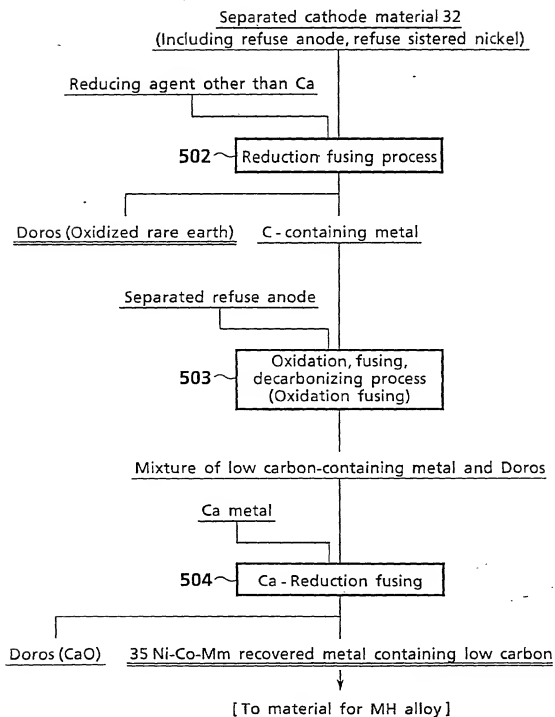 Separated cathode material 32
(Including refuse anode, refuse sistered nickel)
Reducing agent other than Ca
502
Reduction fusing process
Doros (Oxidized rare earth)
C - containing metal
Separated refuse anode
503
Oxidation, fusing,
decarbonizing process
(Oxidation fusing)
Mixture of low carbon-containing metal and Doros
Ca metal
504
Ca - Reduction fusing
Doros (CaO)
35 Ni-Co-Mm recovered metal containing low carbon
[To material for MH alloy]